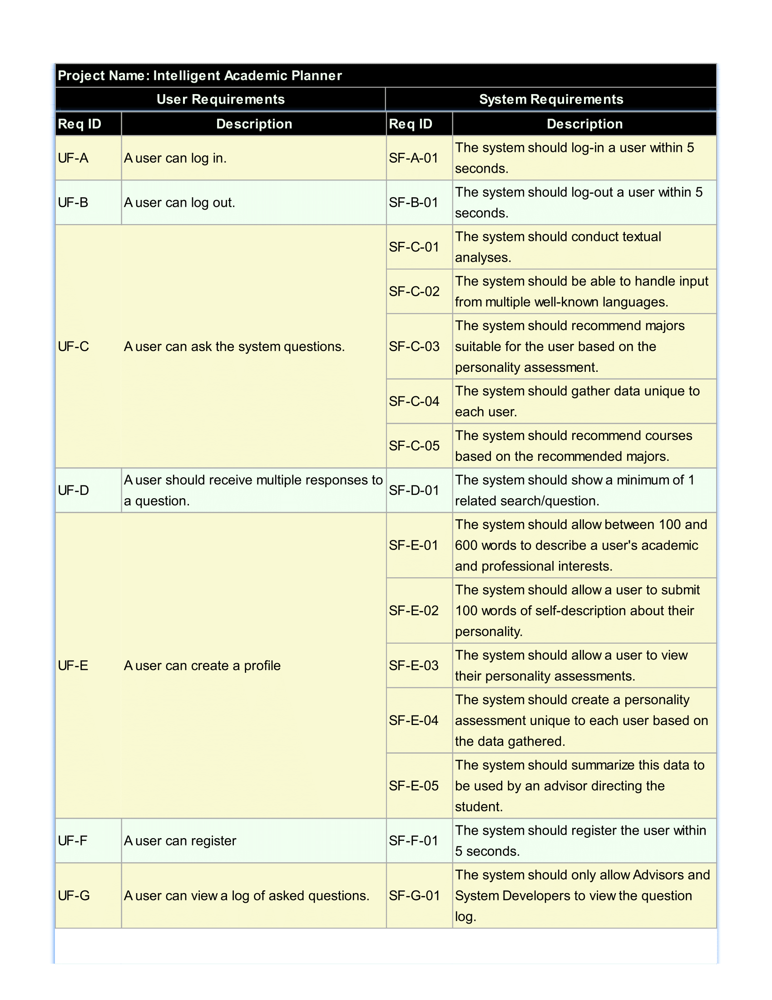 Project Name: Intelligent Academic Planner
User Requirements System Requirements
Req ID Description Req ID Description
UF-A A user can log in. SF-A-01 The system should log-in a user within 5
seconds.
UF-B A user can log out. SF-B-01 The system should log-out a user within 5
seconds.
UF-C A user can ask the system questions.
SF-C-01 The system should conduct textual
analyses.
SF-C-02 The system should be able to handle input
from multiple well-known languages.
SF-C-03 The system should recommend majors
suitable for the user based on the
personality assessment.
SF-C-04 The system should gather data unique to
each user.
SF-C-05 The system should recommend courses
based on the recommended majors.
UF-D A user should receive multiple responses to
a question.
SF-D-01 The system should show a minimum of 1
related search/question.
UF-E A user can create a profile
SF-E-01 The system should allow between 100 and
600 words to describe a user's academic
and professional interests.
SF-E-02 The system should allow a user to submit
100 words of self-description about their
personality.
SF-E-03 The system should allow a user to view
their personality assessments.
SF-E-04 The system should create a personality
assessment unique to each user based on
the data gathered.
SF-E-05 The system should summarize this data to
be used by an advisor directing the
student.
UF-F A user can register SF-F-01 The system should register the user within
5 seconds.
UF-G A user can view a log of asked questions. SF-G-01 The system should only allow Advisors and
System Developers to view the question
log.